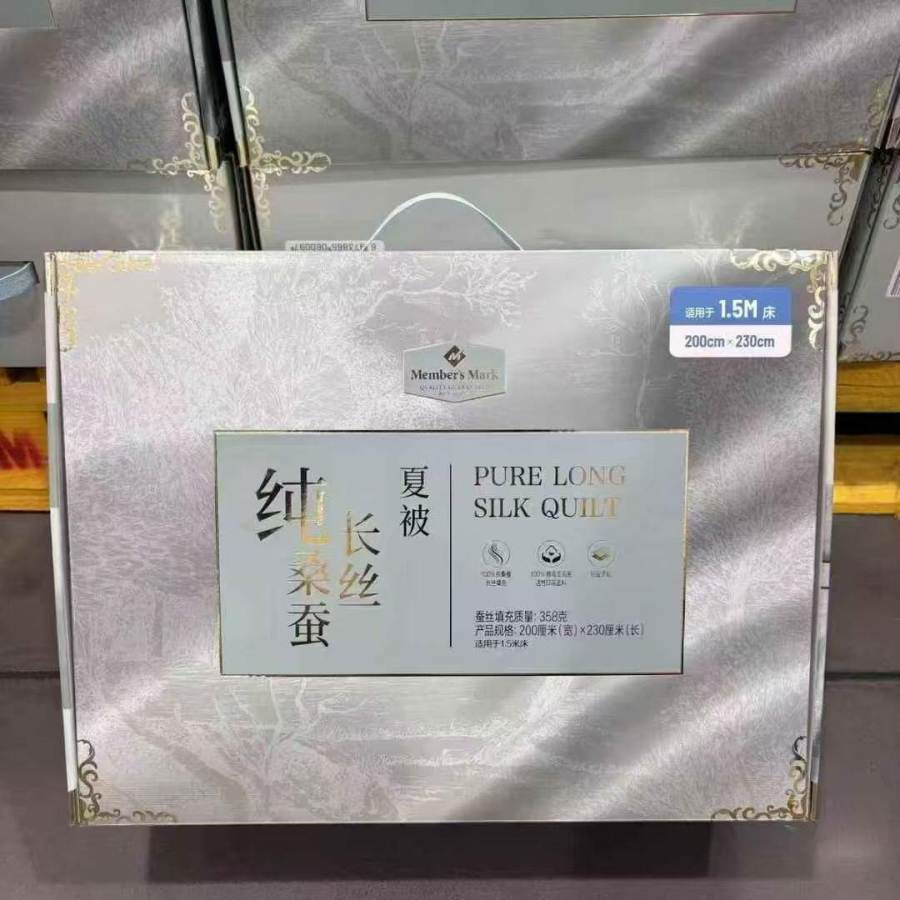 适用于 1.5M 床
200cm × 230cm
M
Member's Mark
纯桑蚕
长丝
夏被
PURE LONG
SILK QUILT
蚕丝填充质量: 358克
产品规格: 200厘米(宽)×230厘米(长)
适用于1.5米床